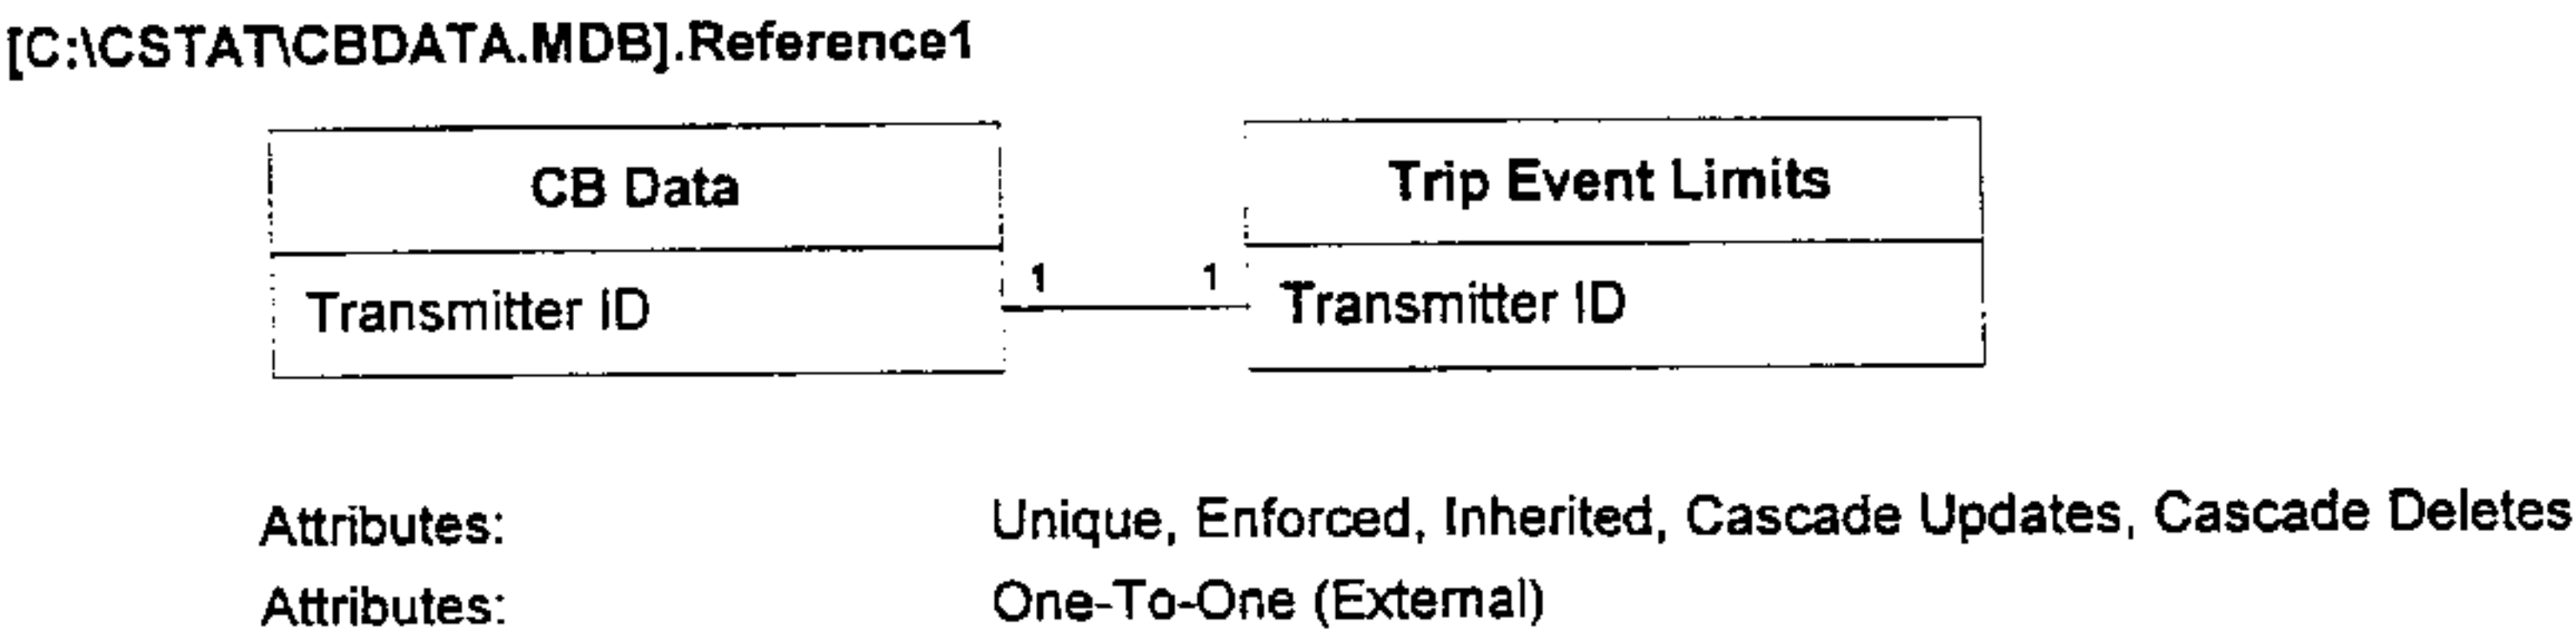 [C:\CSTAT\CBDATA.MDB].Reference1
CB Data Trip Event Limits
1 1
Transmitter ID Transmitter ID
Attributes: Unique, Enforced, Inherited, Cascade Updates, Cascade Deletes
Attributes: One-To-One (External)